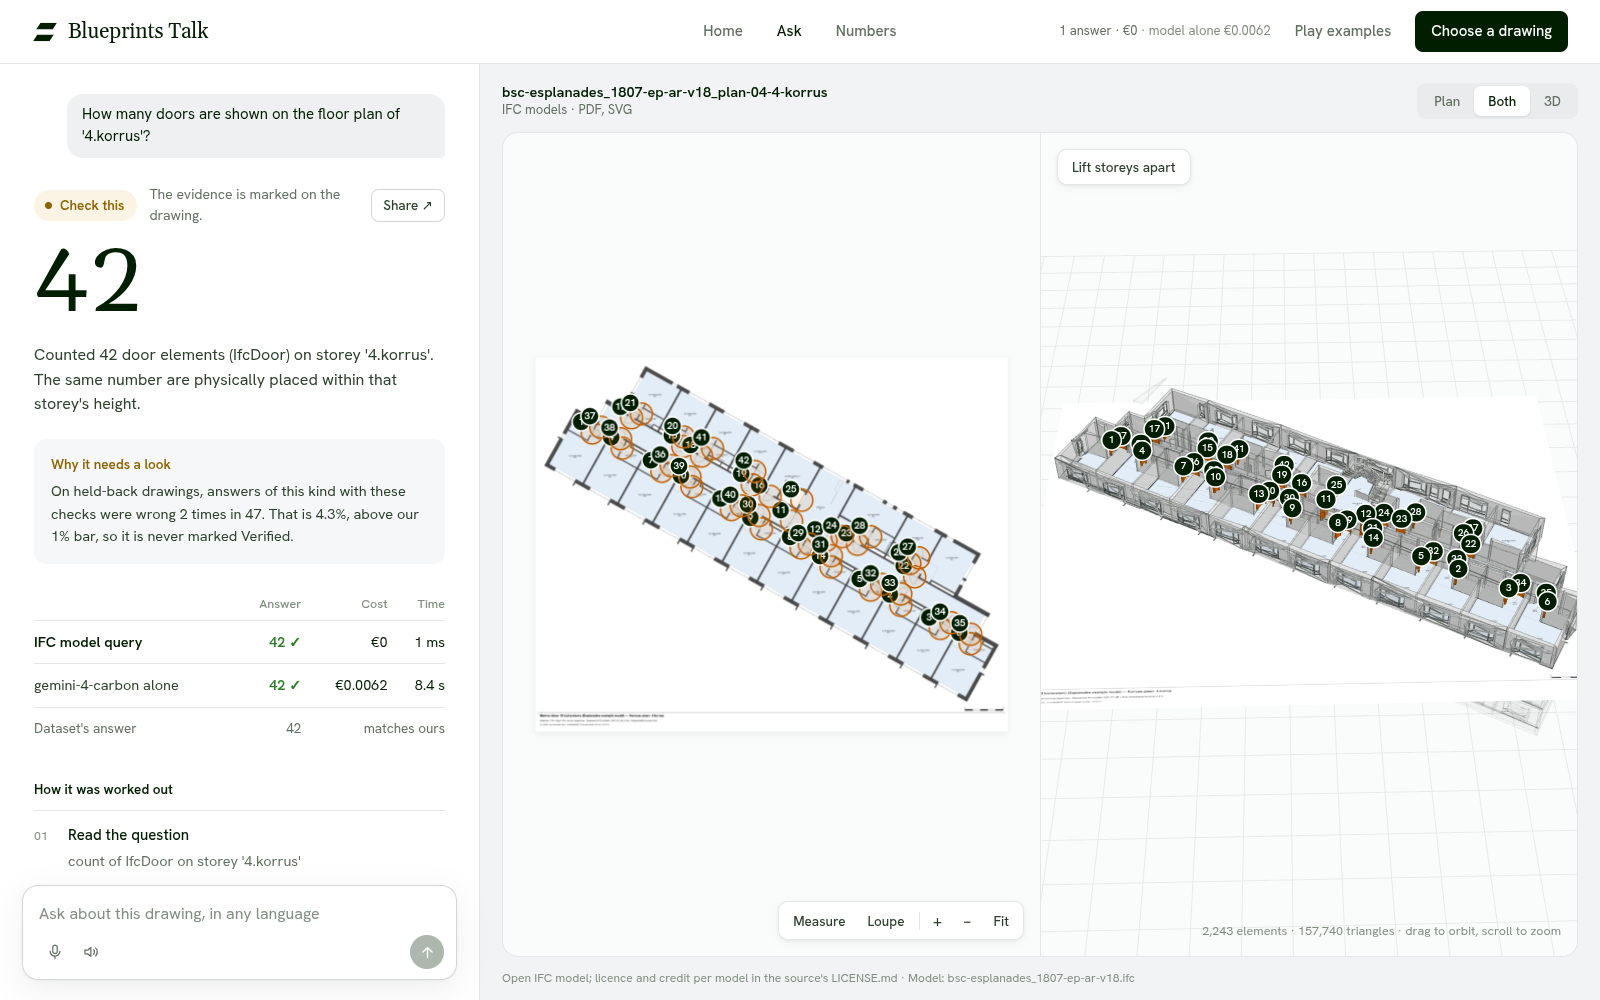 Blueprints Talk
Home
Ask
Numbers
1 answer · €0 · model alone €0.0062
Play examples
Choose a drawing
How many doors are shown on the floor plan of
'4.korrus'?
Check this
The evidence is marked on the
drawing.
Share ↗
42
Counted 42 door elements (IfcDoor) on storey '4.korrus'.
The same number are physically placed within that
storey's height.
Why it needs a look
On held-back drawings, answers of this kind with these
checks were wrong 2 times in 47. That is 4.3%, above our
1% bar, so it is never marked Verified.
Answer Cost Time
IFC model query 42 ✓ €0 1 ms
gemini-4-carbon alone 42 ✓ €0.0062 8.4 s
Dataset's answer 42 matches ours
How it was worked out
01 Read the question
count of IfcDoor on storey '4.korrus'
Ask about this drawing, in any language
bsc-esplanades_1807-ep-ar-v18_plan-04-4-korrus
IFC models · PDF, SVG
Plan
Both
3D
Lift storeys apart
Measure
Loupe
+
−
Fit
2,243 elements · 157,740 triangles · drag to orbit, scroll to zoom
Open IFC model; licence and credit per model in the source's LICENSE.md · Model: bsc-esplanades_1807-ep-ar-v18.ifc